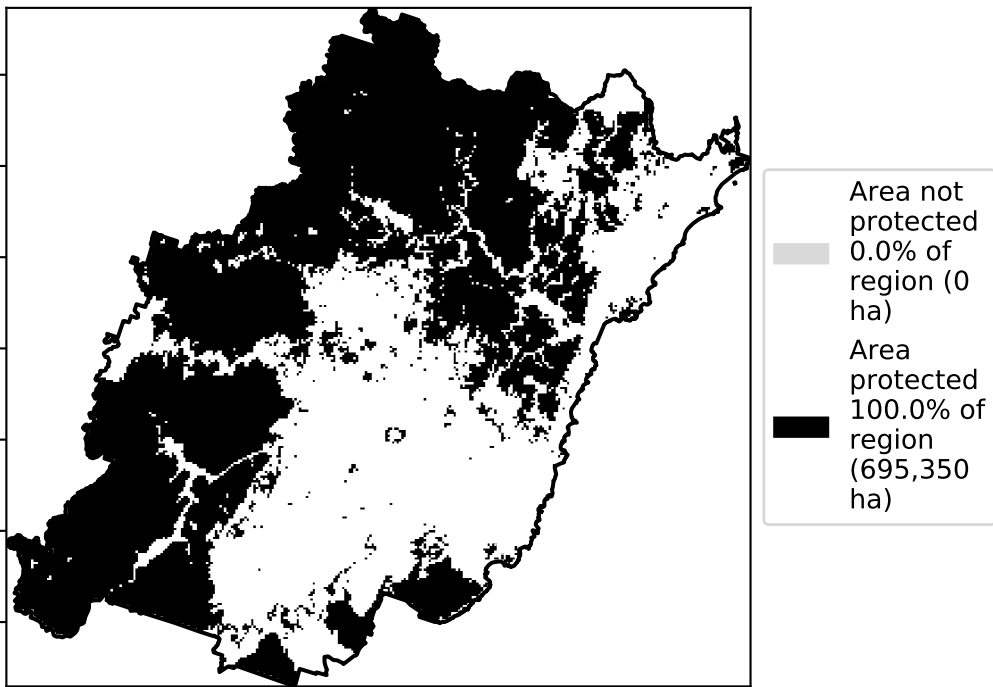 Area not
protected
0.0% of
region (0
ha)
Area
protected
100.0% of
region
(695,350
ha)